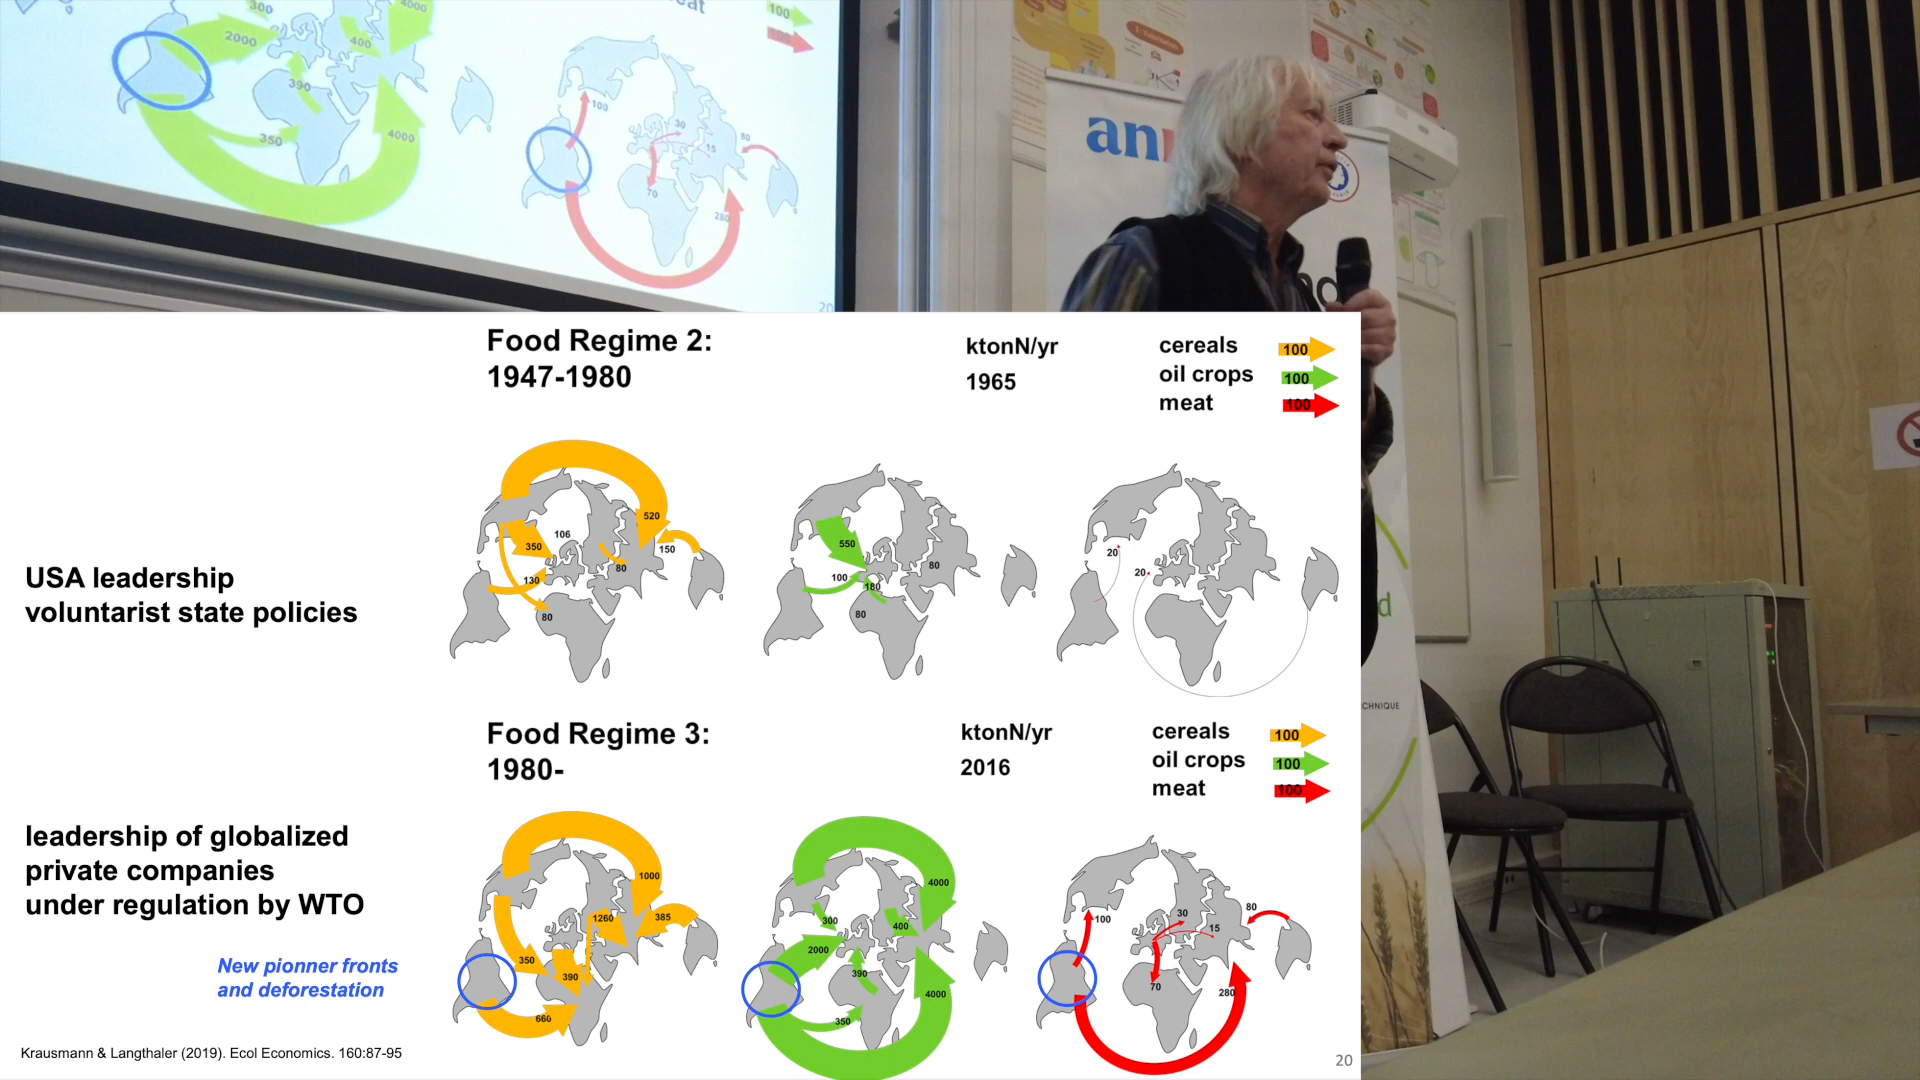 300
2000
400
4000
390
350
4000
eat
100
100
100
30
15
80
70
280
20
an
d
CHNIQUE
Food Regime 2:
1947-1980
ktonN/yr
1965
cereals 100
oil crops 100
meat 100
USA leadership
voluntarist state policies
520
106
350
150
80
130
80
550
100
180
80
80
20
20
Food Regime 3:
1980-
ktonN/yr
2016
cereals 100
oil crops 100
meat 100
leadership of globalized
private companies
under regulation by WTO
New pionner fronts
and deforestation
1000
1260
385
350
390
660
4000
300
400
2000
390
4000
350
100
30
80
15
70
280
Krausmann & Langthaler (2019). Ecol Economics. 160:87-95
20